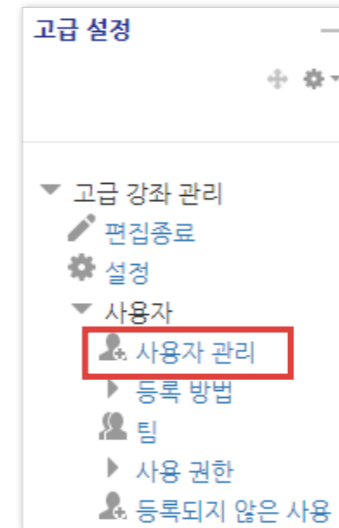 고급 설정
고급 강좌 관리
편집종료
설정
사용자
사용자 관리
등록 방법
팀
사용 권한
등록되지 않은 사용